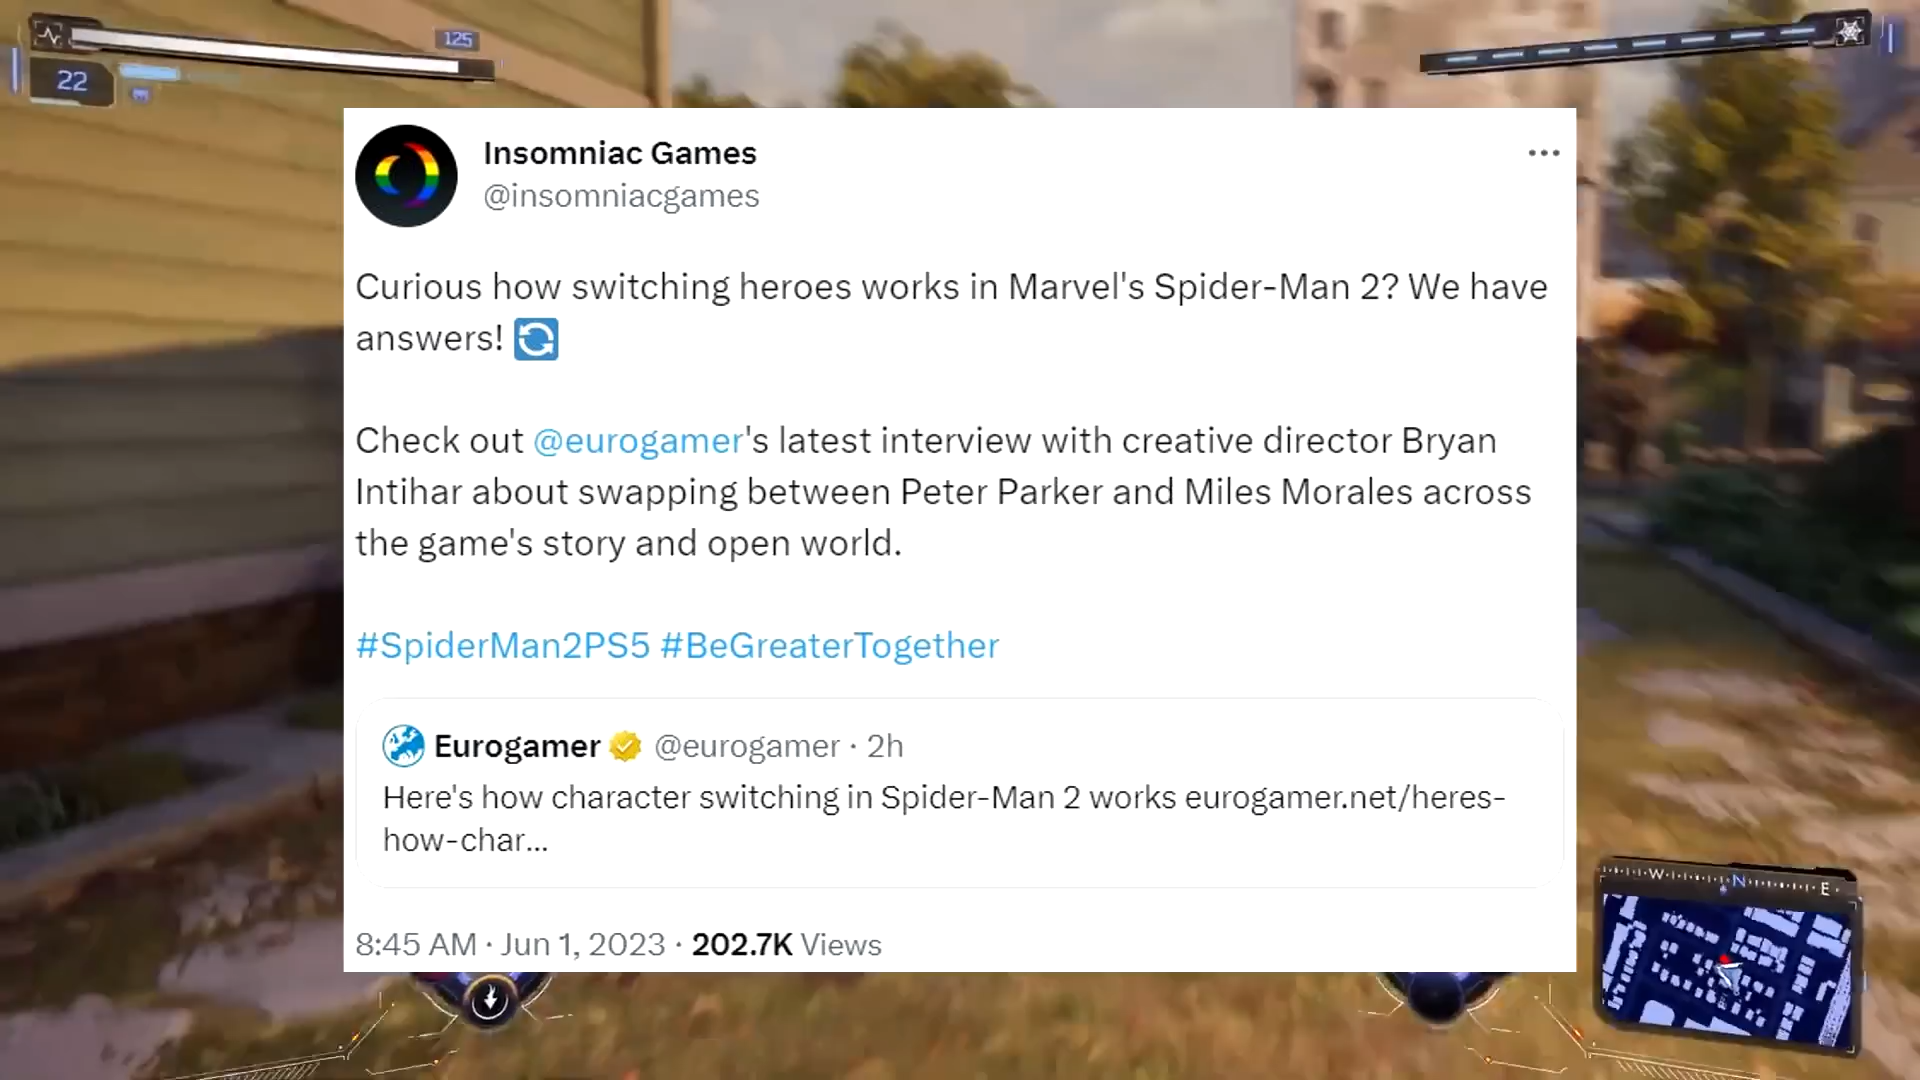 125
22
Insomniac Games
@insomniacgames
Curious how switching heroes works in Marvel's Spider-Man 2? We have
answers!
Check out @eurogamer's latest interview with creative director Bryan
Intihar about swapping between Peter Parker and Miles Morales across
the game's story and open world.
#SpiderMan2PS5 #BeGreaterTogether
Eurogamer @eurogamer · 2h
Here's how character switching in Spider-Man 2 works eurogamer.net/heres-
how-char...
8:45 AM · Jun 1, 2023 · 202.7K Views
W N E